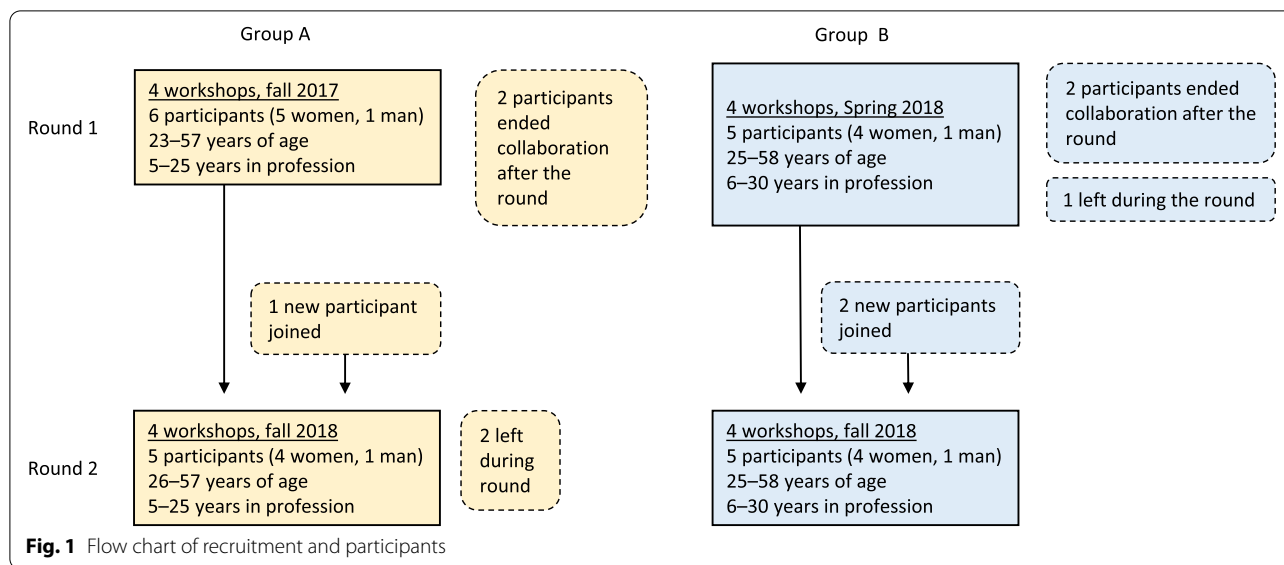 Group A
Group B
Round 1
4 workshops, fall 2017
6 participants (5 women, 1 man)
23–57 years of age
5–25 years in profession
2 participants
ended
collaboration
after the
round
4 workshops, Spring 2018
5 participants (4 women, 1 man)
25–58 years of age
6–30 years in profession
2 participants ended
collaboration after the
round
1 left during the round
1 new participant
joined
2 new participants
joined
Round 2
4 workshops, fall 2018
5 participants (4 women, 1 man)
26–57 years of age
5–25 years in profession
2 left
during
round
4 workshops, fall 2018
5 participants (4 women, 1 man)
25–58 years of age
6–30 years in profession
Fig. 1 Flow chart of recruitment and participants